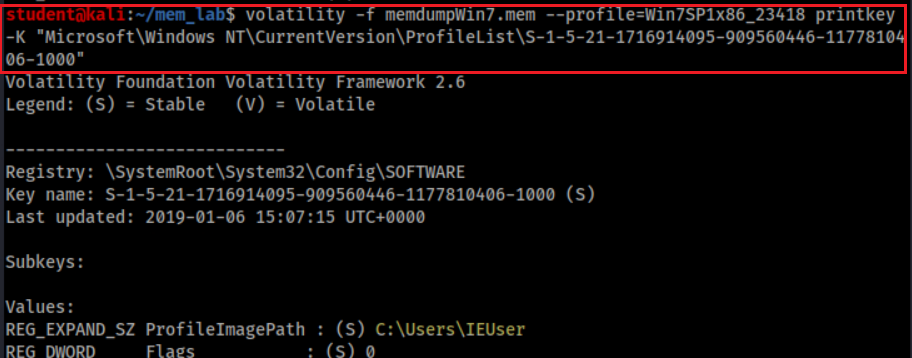 student@kali:~/mem_lab$ volatility -f memdumpWin7.mem --profile=Win7SP1x86_23418 printkey
-K "Microsoft\Windows NT\CurrentVersion\ProfileList\S-1-5-21-1716914095-909560446-11778104
06-1000"
Volatility Foundation Volatility Framework 2.6
Legend: (S) = Stable   (V) = Volatile
----------------------------
Registry: \SystemRoot\System32\Config\SOFTWARE
Key name: S-1-5-21-1716914095-909560446-1177810406-1000 (S)
Last updated: 2019-01-06 15:07:15 UTC+0000
Subkeys:
Values:
REG_EXPAND_SZ ProfileImagePath : (S) C:\Users\IEUser
REG_DWORD     Flags           : (S) 0